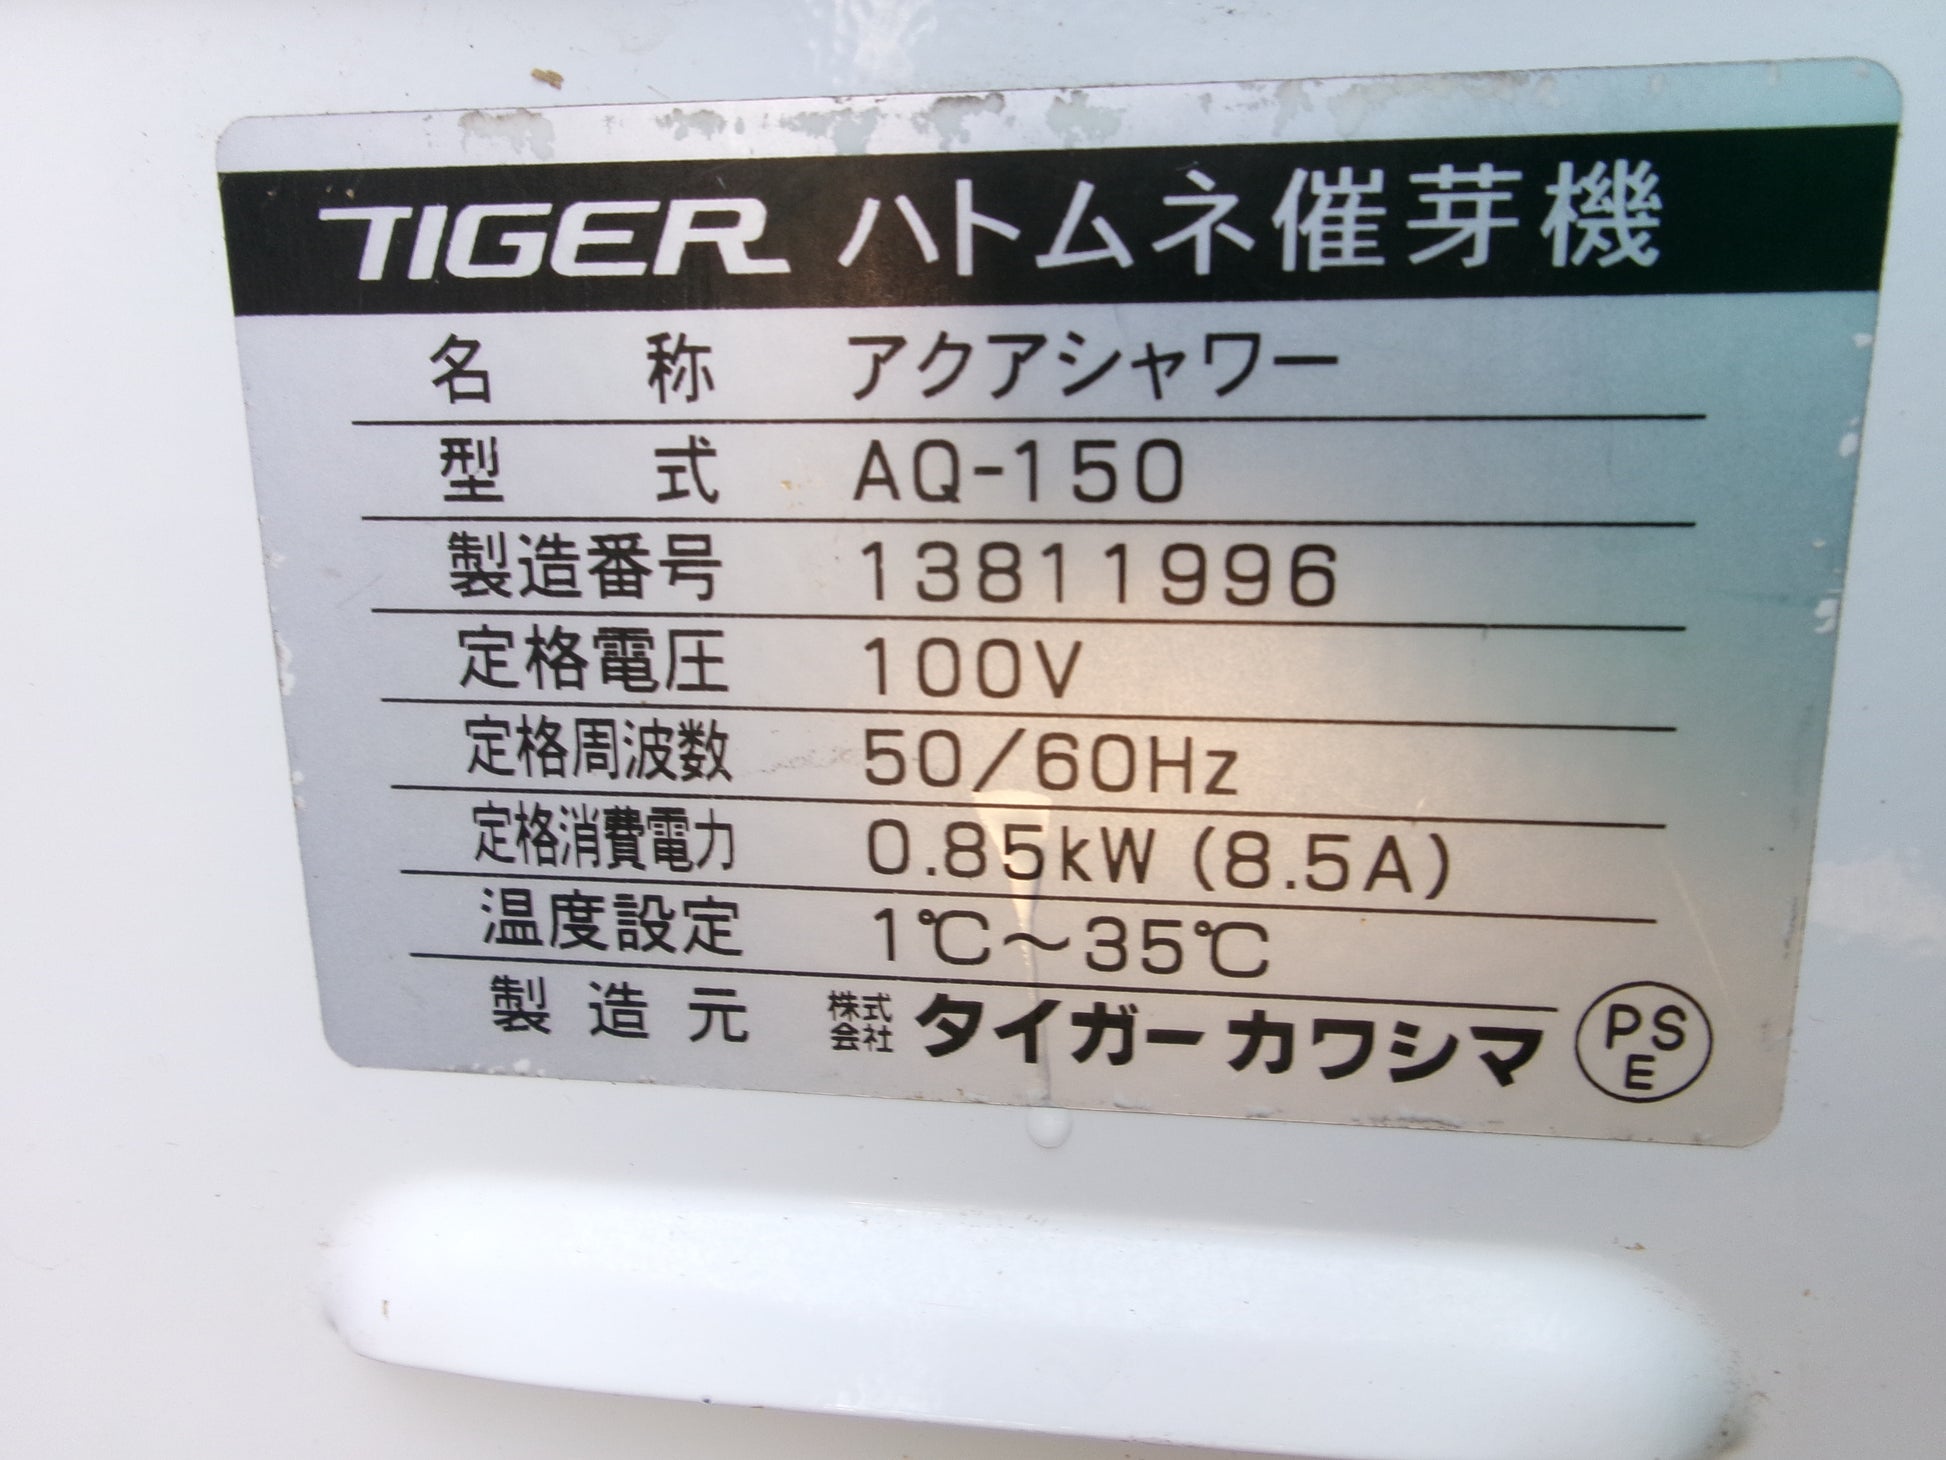 TIGER ハトムネ催芽機
名称 アクアシャワー
型式 AQ-150
製造番号 13811996
定格電圧 100V
定格周波数 50/60Hz
定格消費電力 0.85kW (8.5A)
温度設定 1℃～35℃
製造元 株式会社 タイガーカワシマ PSE